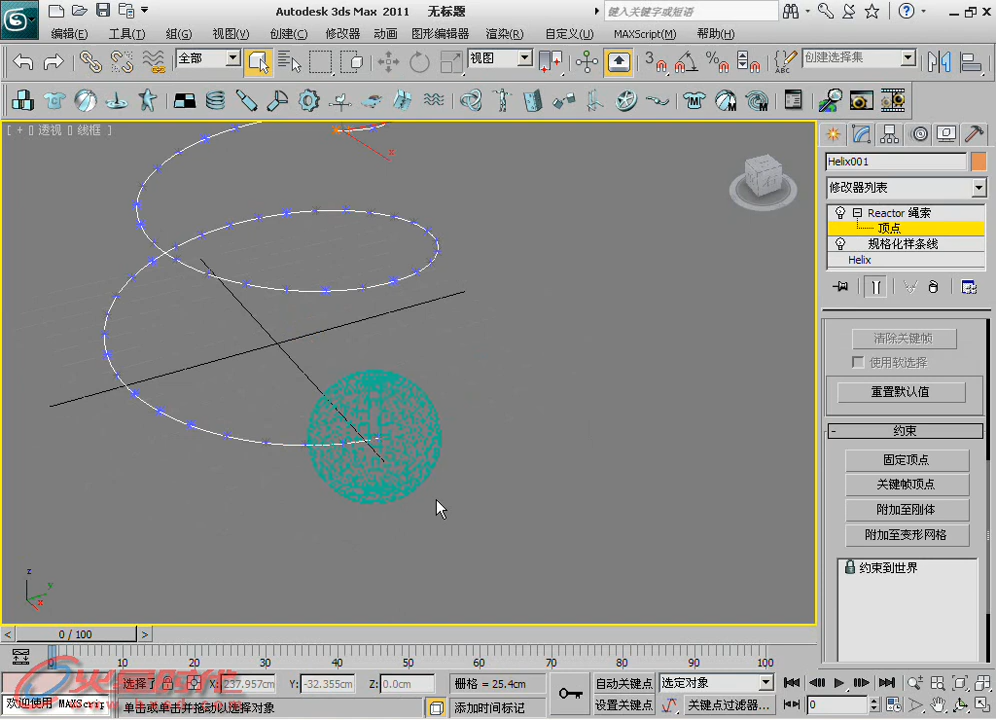 Autodesk 3ds Max 2011 无标题
键入关键字或短语
编辑(E) 工具(T) 组(G) 视图(V) 创建(C) 修改器 动画 图形编辑器 渲染(R) 自定义(U) MAXScript(M) 帮助(H)
全部 视图 3 创建选择集
ABC
[ + [] 透视 [] 线框 ]
x
Helix001
修改器列表
Reactor 绳索
顶点
规格化样条线
Helix
清除关键帧
使用软选择
重置默认值
- 约束
固定顶点
关键帧顶点
附加至刚体
附加至变形网格
约束到世界
z
y
x
< 0 / 100 >
0 10 20 30 40 50 60 70 80 90 100
选择了 X: 237.957cm Y: -32.355cm Z: 0.0cm 栅格 = 25.4cm 自动关键点 选定对象
欢迎使用 MAXScrip 单击或单击并拖动以选择对象 添加时间标记 设置关键点 关键点过滤器... 0